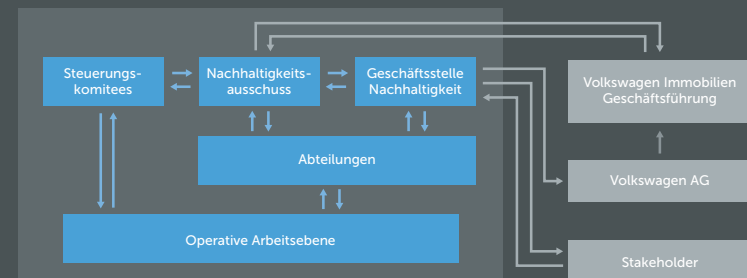 Steuerungs-
komitees
Nachhaltigkeits-
ausschuss
Geschäftsstelle
Nachhaltigkeit
Volkswagen Immobilien
Geschäftsführung
Abteilungen
Volkswagen AG
Operative Arbeitsebene
Stakeholder